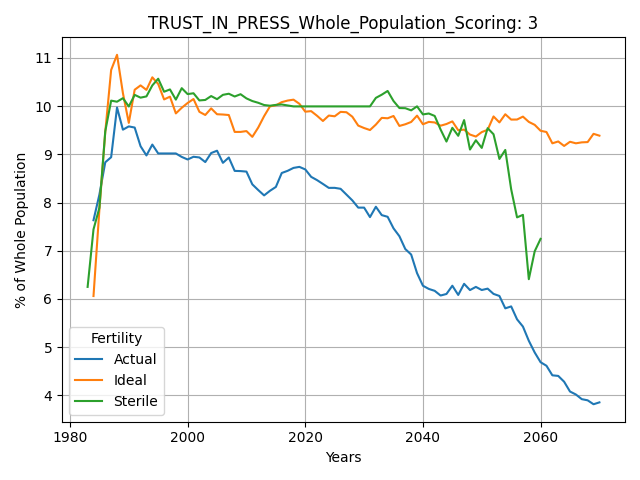 TRUST_IN_PRESS_Whole_Population_Scoring: 3
11
10
9
8
7
6
5
4
% of Whole Population
Fertility
Actual
Ideal
Sterile
1980
2000
2020
2040
2060
Years